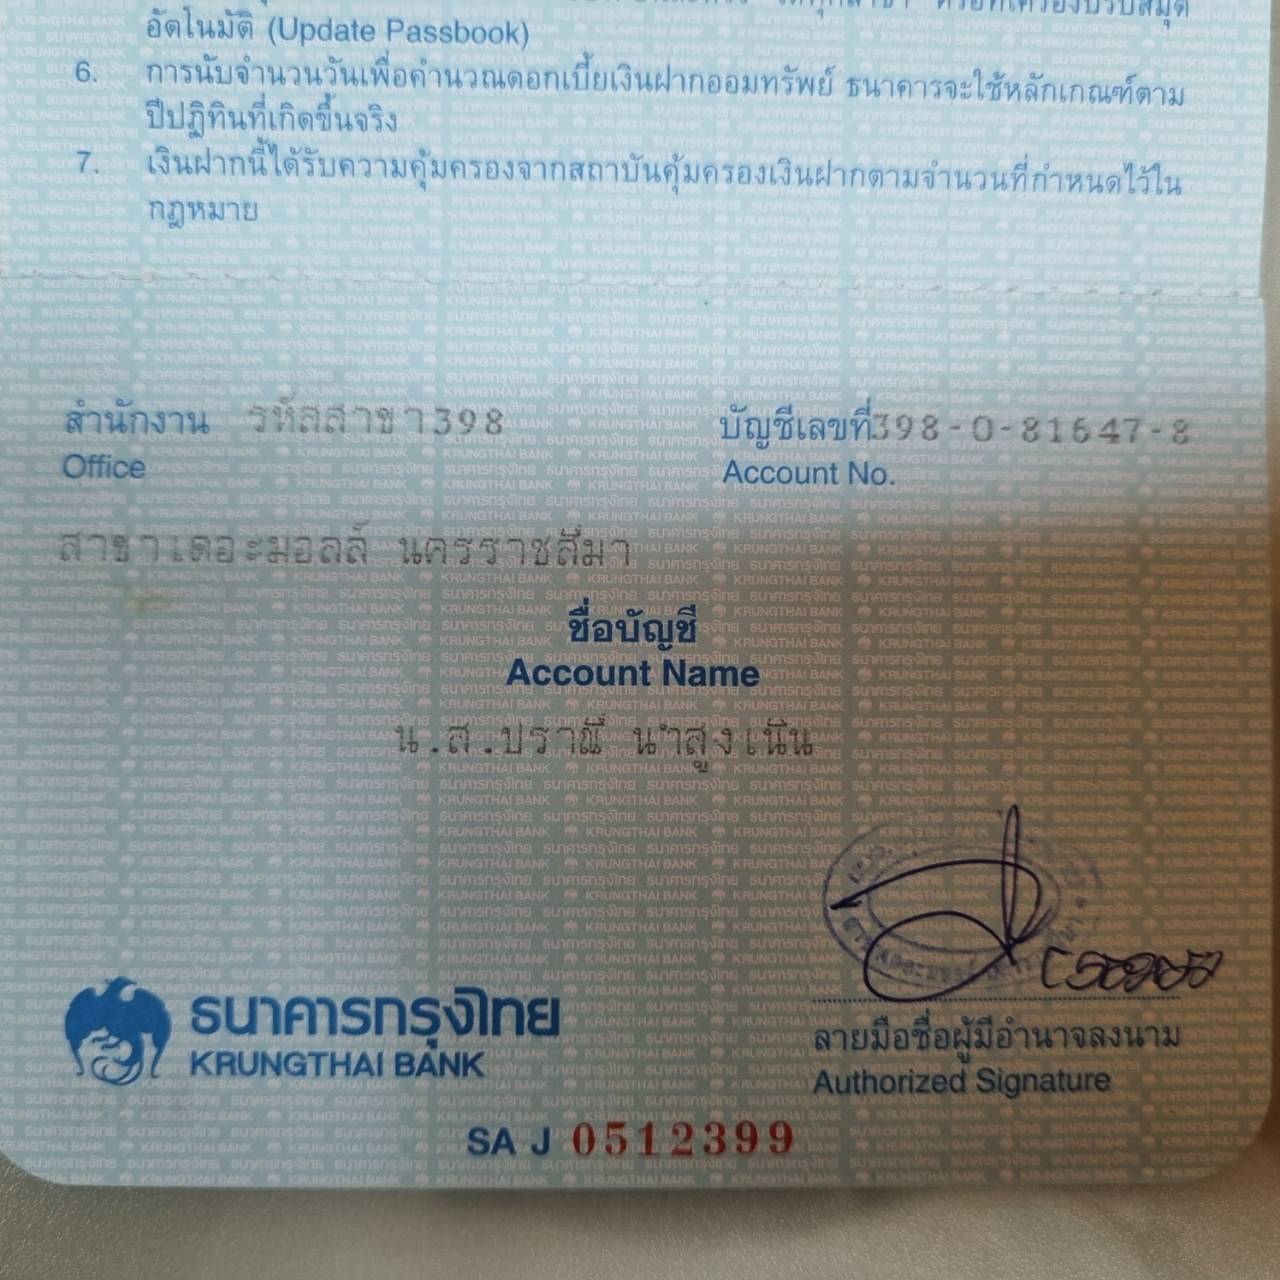 อัตโนมัติ (Update Passbook)
6. การนับจำนวนวันเพื่อคำนวณดอกเบี้ยเงินฝากออมทรัพย์ ธนาคารจะใช้หลักเกณฑ์ตาม
ปีปฏิทินที่เกิดขึ้นจริง
7. เงินฝากนี้ได้รับความคุ้มครองจากสถาบันคุ้มครองเงินฝากตามจำนวนที่กำหนดไว้ใน
กฎหมาย
สำนักงาน รหัสสาขา398 บัญชีเลขที่398-0-81647-8
Office Account No.
สาขาเดอะมอลล์ นครราชสีมา
ชื่อบัญชี
Account Name
น.ส.ปราณี นำสูงเนิน
ธนาคารกรุงไทย
KRUNGTHAI BANK
ลายมือชื่อผู้มีอำนาจลงนาม
Authorized Signature
SA J 0512399